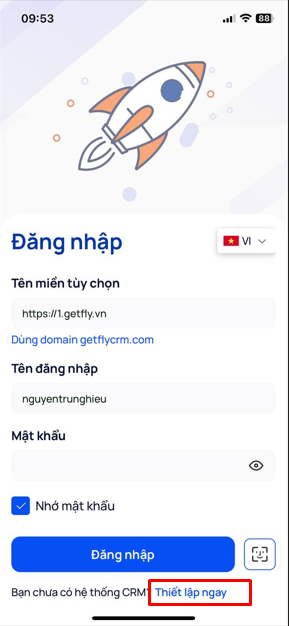 09:53
88
Đăng nhập
VI
Tên miền tùy chọn
https://1.getfly.vn
Dùng domain getflycrm.com
Tên đăng nhập
nguyentrunghieu
Mật khẩu
Nhớ mật khẩu
Đăng nhập
Bạn chưa có hệ thống CRM? Thiết lập ngay